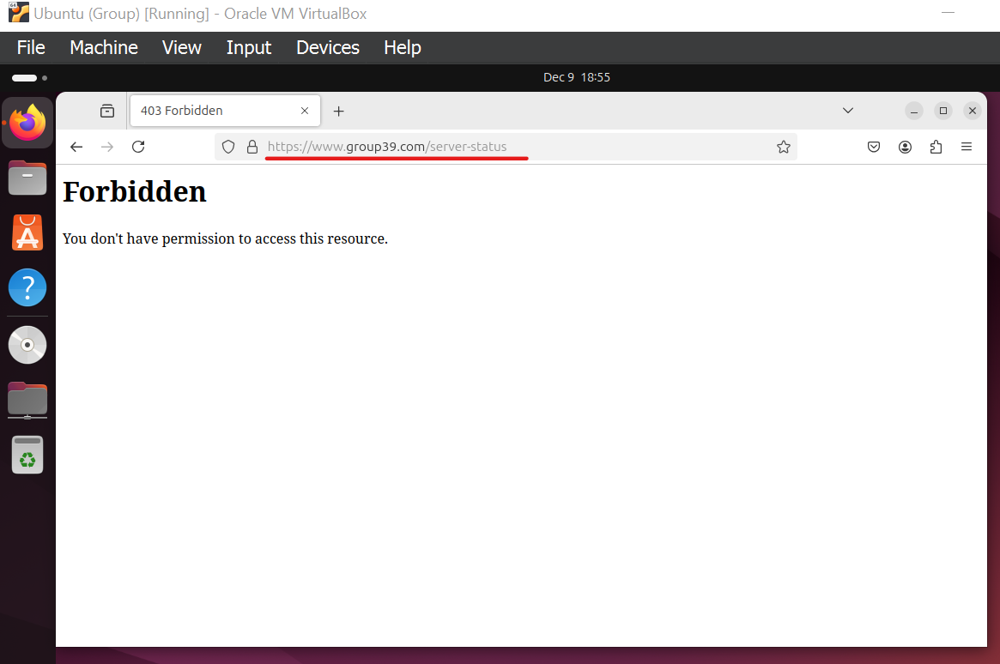 Ubuntu (Group) [Running] - Oracle VM VirtualBox
File Machine View Input Devices Help
Dec 9 18:55
403 Forbidden
https://www.group39.com/server-status
Forbidden
You don't have permission to access this resource.